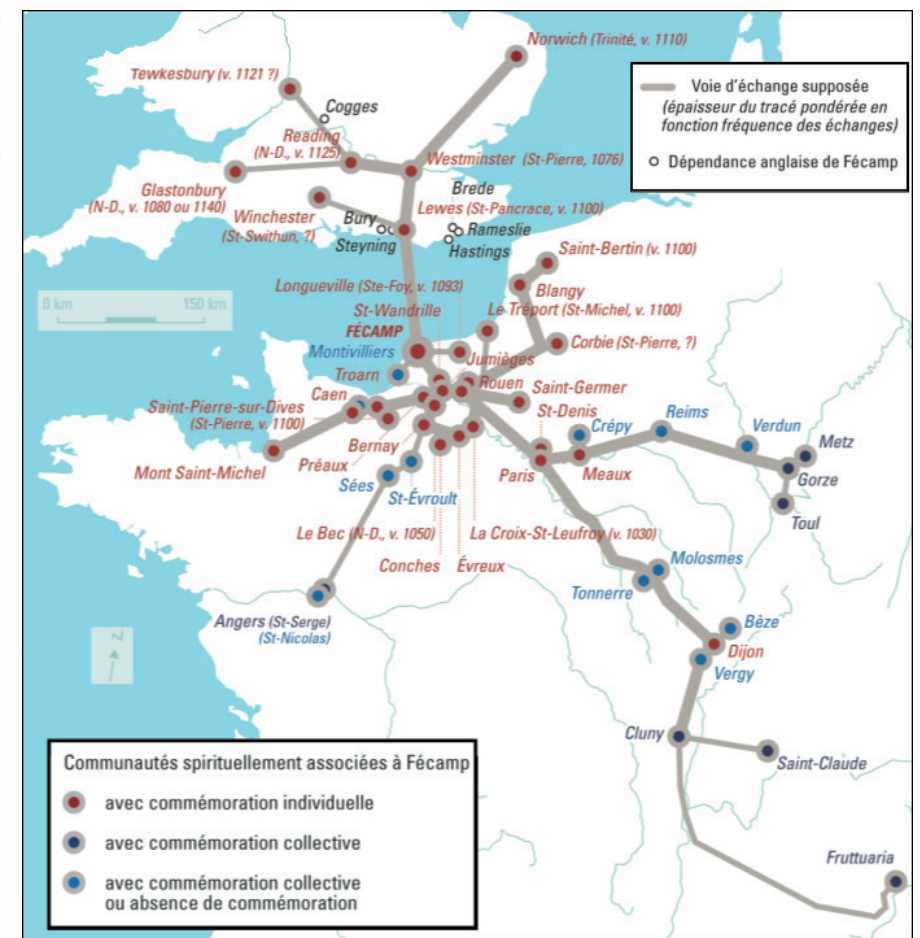 Norwich (Trinité, v. 1110)
Tewkesbury (v. 1121 ?)
Voie d'échange supposée
(épaisseur du tracé pondérée en
fonction fréquence des échanges)
Dépendance anglaise de Fécamp
Cogges
Reading
(N-D., v. 1125)
Westminster (St-Pierre, 1076)
Glastonbury
(N-D., v. 1080 ou 1140)
Brede
Winchester
(St-Swithun, ?)
Bury
Steyning
Lewes (St-Pancrace, v. 1100)
Rameslie
Hastings
Saint-Bertin (v. 1100)
Longueville (Ste-Foy, v. 1093)
Blangy
0 km
150 km
St-Wandrille
Le Tréport (St-Michel, v. 1100)
FÉCAMP
Corbie (St-Pierre, ?)
Montivilliers
Jumièges
Troarn
Rouen
Saint-Germer
Caen
Saint-Pierre-sur-Dives
(St-Pierre, v. 1100)
St-Denis
Crépy
Reims
Verdun
Bernay
Metz
Préaux
Mont Saint-Michel
Paris
Meaux
Gorze
Sées
St-Évroult
Toul
Le Bec (N-D., v. 1050)
La Croix-St-Leufroy (v. 1030)
Conches
Évreux
Molosmes
Tonnerre
Angers (St-Serge)
(St-Nicolas)
Bèze
Dijon
N
Vergy
Cluny
Saint-Claude
Communautés spirituellement associées à Fécamp
avec commémoration individuelle
avec commémoration collective
avec commémoration collective
ou absence de commémoration
Fruttuaria